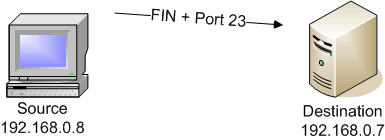 FIN + Port 23
Source
192.168.0.8
Destination
192.168.0.7